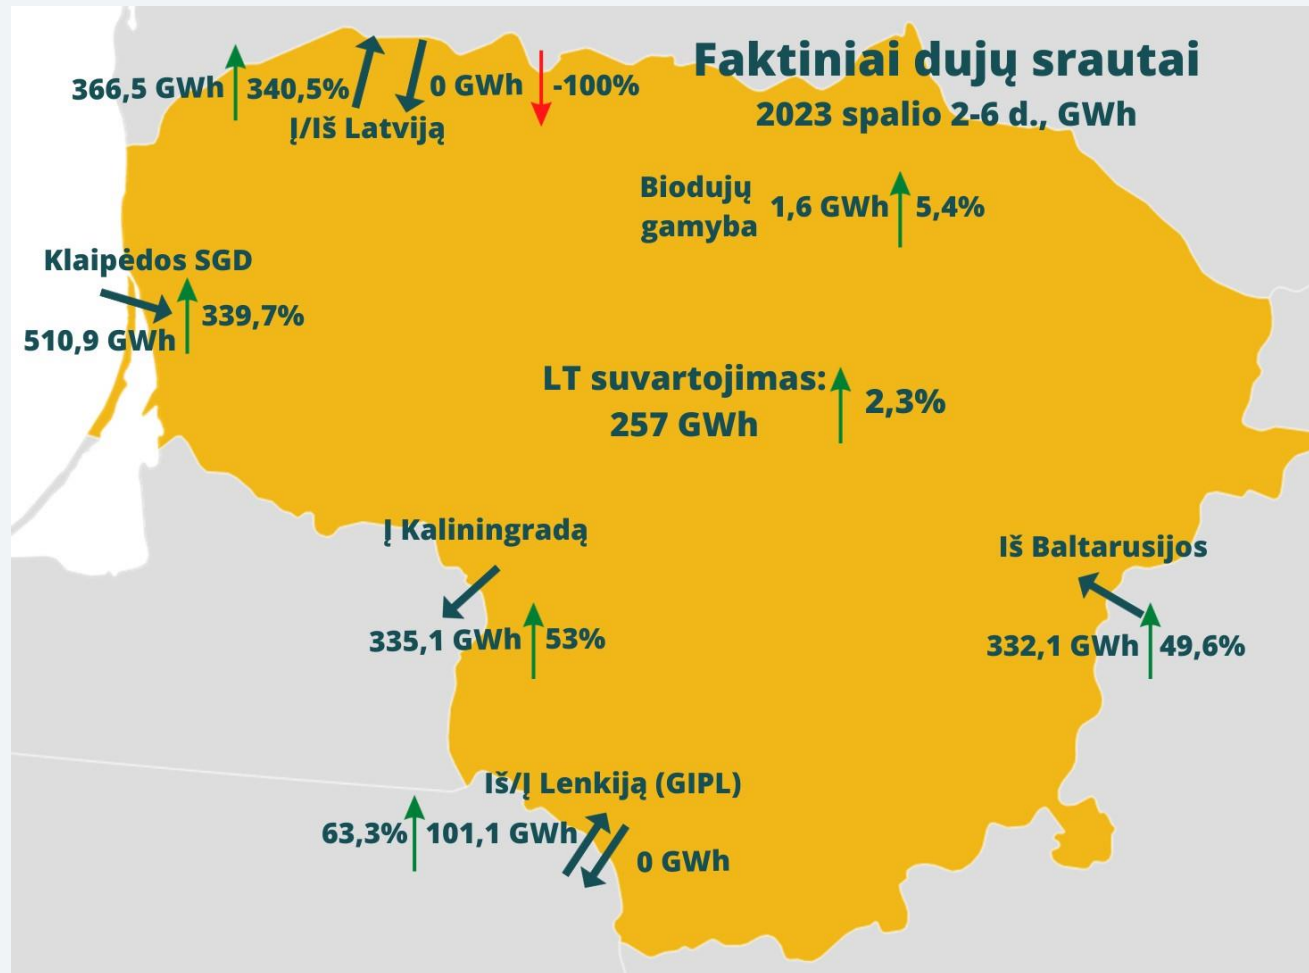 Faktiniai dujų srautai
2023 spalio 2-6 d., GWh
366,5 GWh 340,5% 0 GWh -100%
Į/Iš Latviją
Biodujų
gamyba
1,6 GWh 5,4%
Klaipėdos SGD
339,7%
510,9 GWh
LT suvartojimas:
257 GWh
2,3%
Į Kaliningradą
335,1 GWh 53%
Iš Baltarusijos
332,1 GWh 49,6%
Iš/Į Lenkiją (GIPL)
63,3% 101,1 GWh
0 GWh